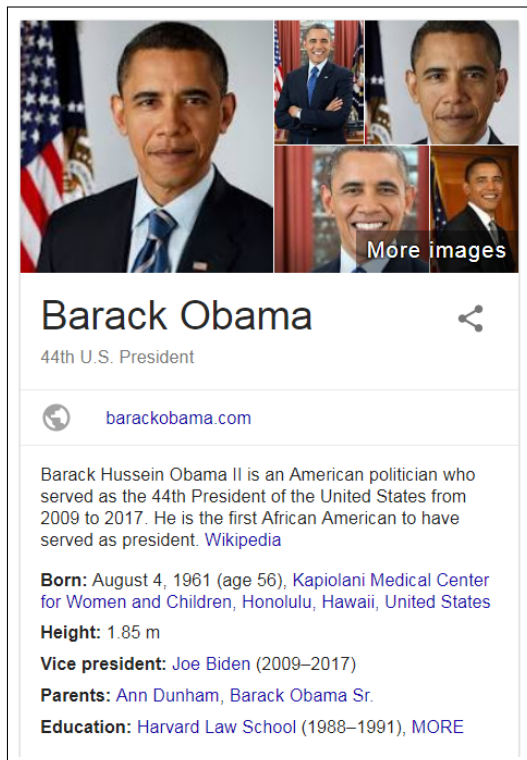 More images
Barack Obama
44th U.S. President
barackobama.com
Barack Hussein Obama II is an American politician who
served as the 44th President of the United States from
2009 to 2017. He is the first African American to have
served as president. Wikipedia
Born: August 4, 1961 (age 56), Kapiolani Medical Center
for Women and Children, Honolulu, Hawaii, United States
Height: 1.85 m
Vice president: Joe Biden (2009–2017)
Parents: Ann Dunham, Barack Obama Sr.
Education: Harvard Law School (1988–1991), MORE